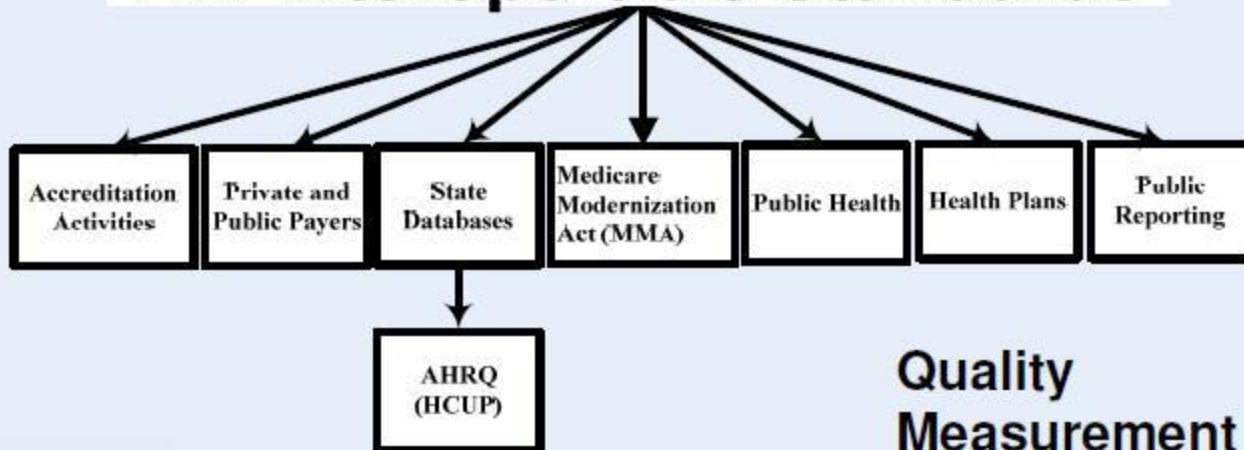 Accreditation
Activities
Private and
Public Payers
State
Databases
Medicare
Modernization
Act (MMA)
Public Health
Health Plans
Public
Reporting
AHRQ
(HCUP)
Quality
Measurement